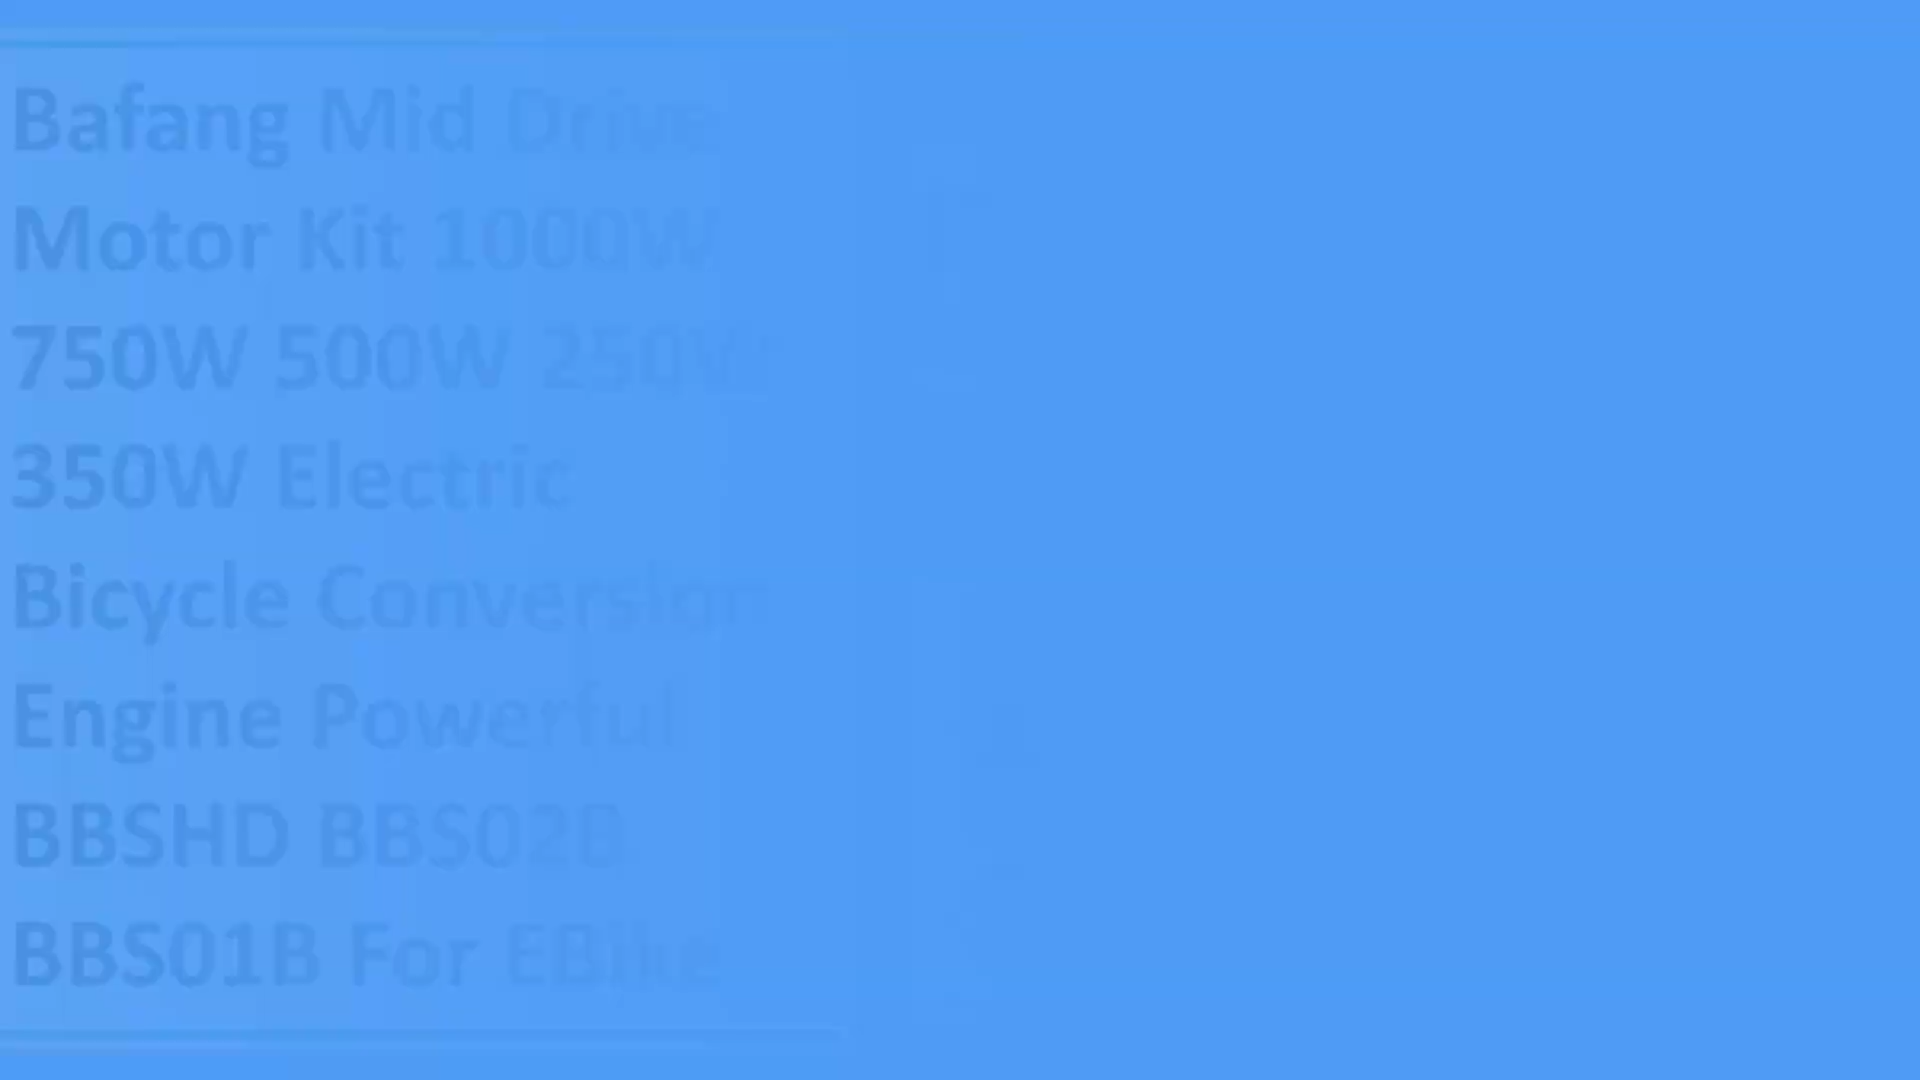 Bafang Mid Drive
Motor Kit 1000W
750W 500W 250W
350W Electric
Bicycle Conversion
Engine Powerful
BBSHD BBS02B
BBS01B For EBike